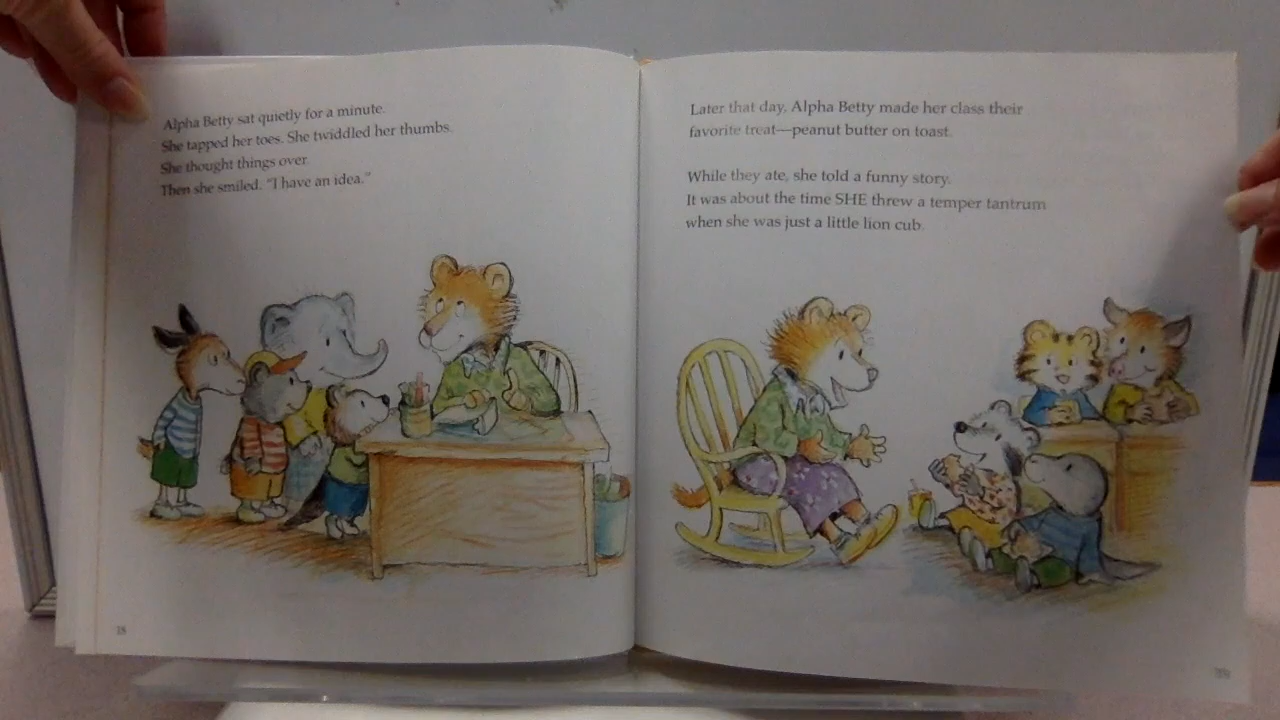 Alpha Betty sat quietly for a minute.
She tapped her toes. She twiddled her thumbs.
She thought things over.
Then she smiled. "I have an idea."
18
Later that day, Alpha Betty made her class their
favorite treat—peanut butter on toast.
While they ate, she told a funny story.
It was about the time SHE threw a temper tantrum
when she was just a little lion cub.